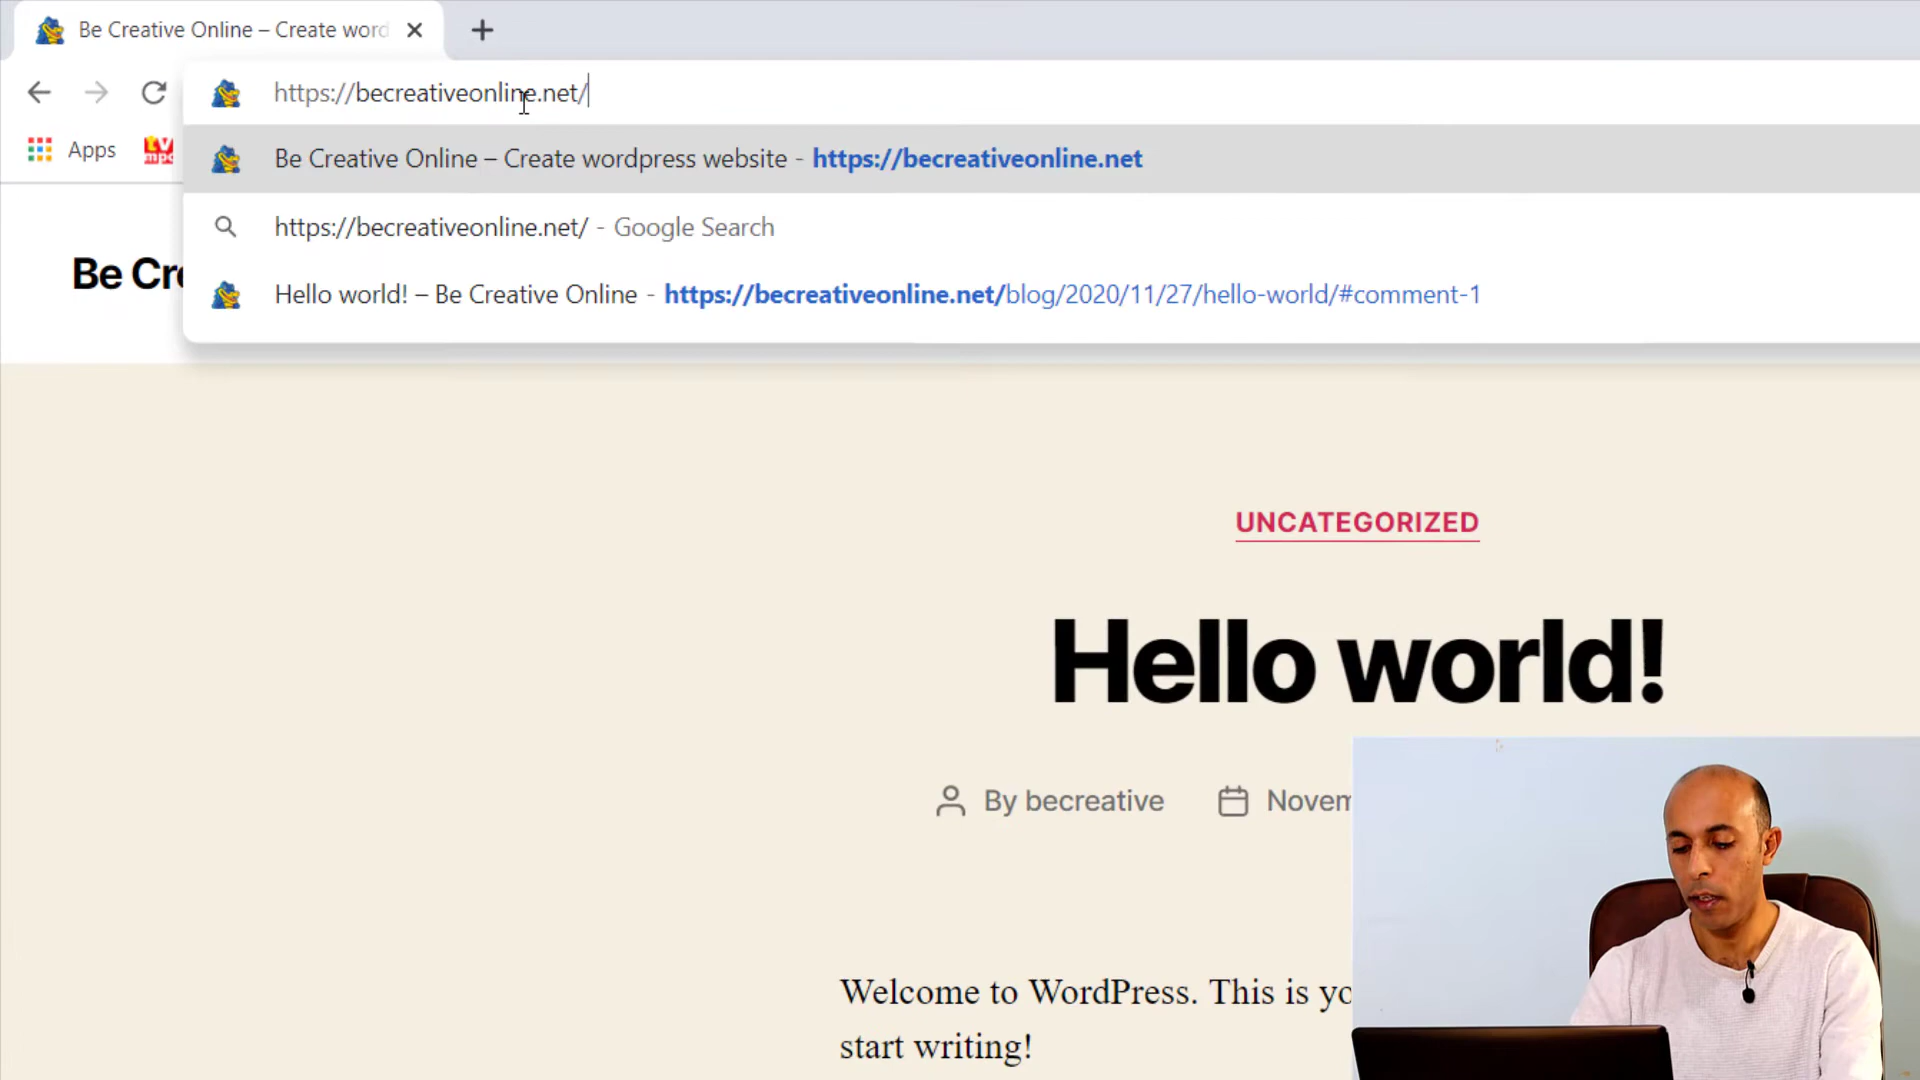 Be Creative Online – Create word
https://becreativeonline.net/
Apps
Be Creative Online – Create wordpress website - https://becreativeonline.net
https://becreativeonline.net/ - Google Search
Be Cre
Hello world! – Be Creative Online - https://becreativeonline.net/blog/2020/11/27/hello-world/#comment-1
UNCATEGORIZED
Hello world!
By becreative
Novem
Welcome to WordPress. This is yo
start writing!